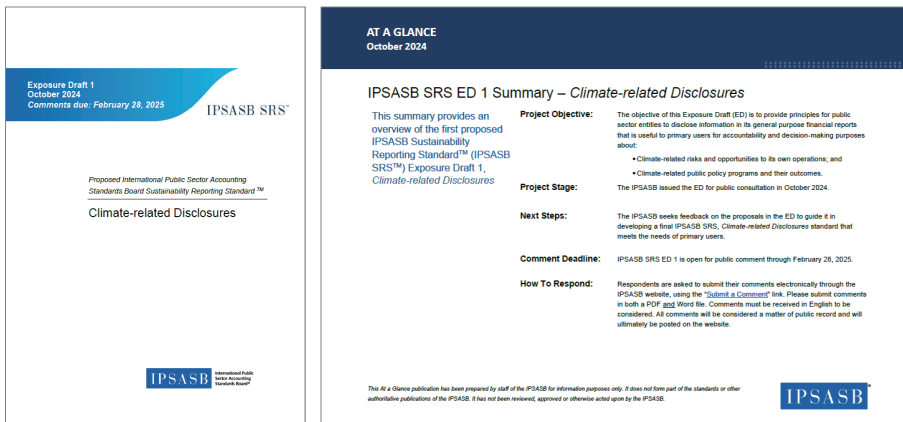 Exposure Draft 1
October 2024
Comments due: February 28, 2025
IPSASB SRS™
Proposed International Public Sector Accounting
Standards Board Sustainability Reporting Standard ™
Climate-related Disclosures
IPSASB
International Public
Sector Accounting
Standards Board®
AT A GLANCE
October 2024
IPSASB SRS ED 1 Summary – Climate-related Disclosures
This summary provides an
overview of the first proposed
IPSASB Sustainability
Reporting Standard™ (IPSASB
SRS™) Exposure Draft 1,
Climate-related Disclosures
Project Objective:
The objective of this Exposure Draft (ED) is to provide principles for public
sector entities to disclose information in its general purpose financial reports
that is useful to primary users for accountability and decision-making purposes
about:
• Climate-related risks and opportunities to its own operations; and
• Climate-related public policy programs and their outcomes.
Project Stage:
The IPSASB issued the ED for public consultation in October 2024.
Next Steps:
The IPSASB seeks feedback on the proposals in the ED to guide it in
developing a final IPSASB SRS, Climate-related Disclosures standard that
meets the needs of primary users.
Comment Deadline:
IPSASB SRS ED 1 is open for public comment through February 28, 2025.
How To Respond:
Respondents are asked to submit their comments electronically through the
IPSASB website, using the “Submit a Comment” link. Please submit comments
in both a PDF and Word file. Comments must be received in English to be
considered. All comments will be considered a matter of public record and will
ultimately be posted on the website.
This At a Glance publication has been prepared by staff of the IPSASB for information purposes only. It does not form part of the standards or other
authoritative publications of the IPSASB. It has not been reviewed, approved or otherwise acted upon by the IPSASB.
IPSASB